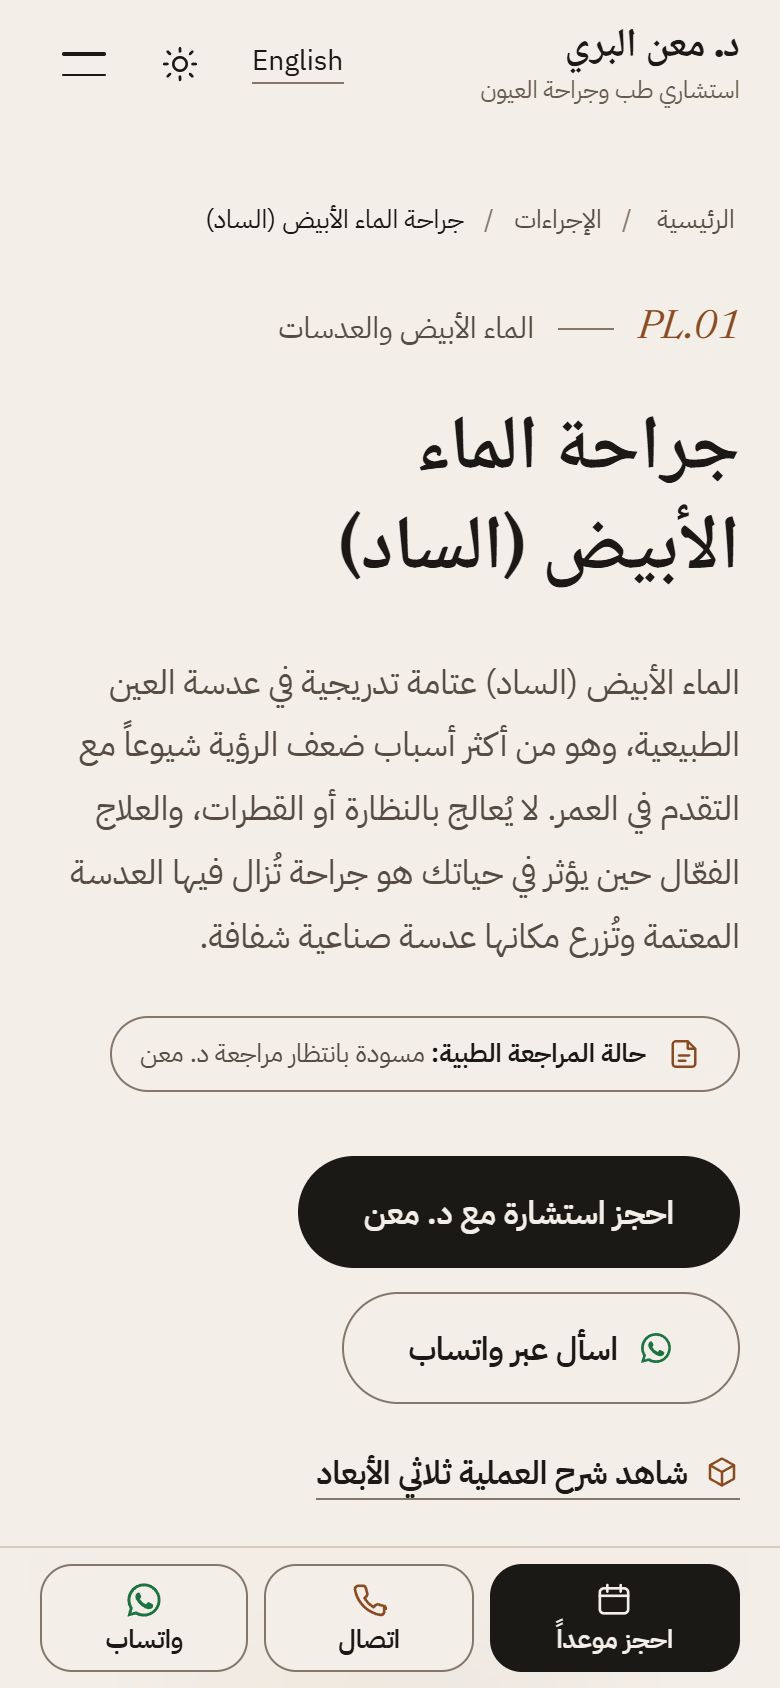 د. معن البري
استشاري طب وجراحة العيون
English
الرئيسية / الإجراءات / جراحة الماء الأبيض (الساد)
PL.01 — الماء الأبيض والعدسات
جراحة الماء
الأبيض (الساد)
الماء الأبيض (الساد) عتامة تدريجية في عدسة العين
الطبيعية، وهو من أكثر أسباب ضعف الرؤية شيوعاً مع
التقدم في العمر. لا يُعالج بالنظارة أو القطرات، والعلاج
الفعّال حين يؤثر في حياتك هو جراحة تُزال فيها العدسة
المعتمة وتُزرع مكانها عدسة صناعية شفافة.
حالة المراجعة الطبية: مسودة بانتظار مراجعة د. معن
احجز استشارة مع د. معن
اسأل عبر واتساب
شاهد شرح العملية ثلاثي الأبعاد
احجز موعداً
اتصال
واتساب